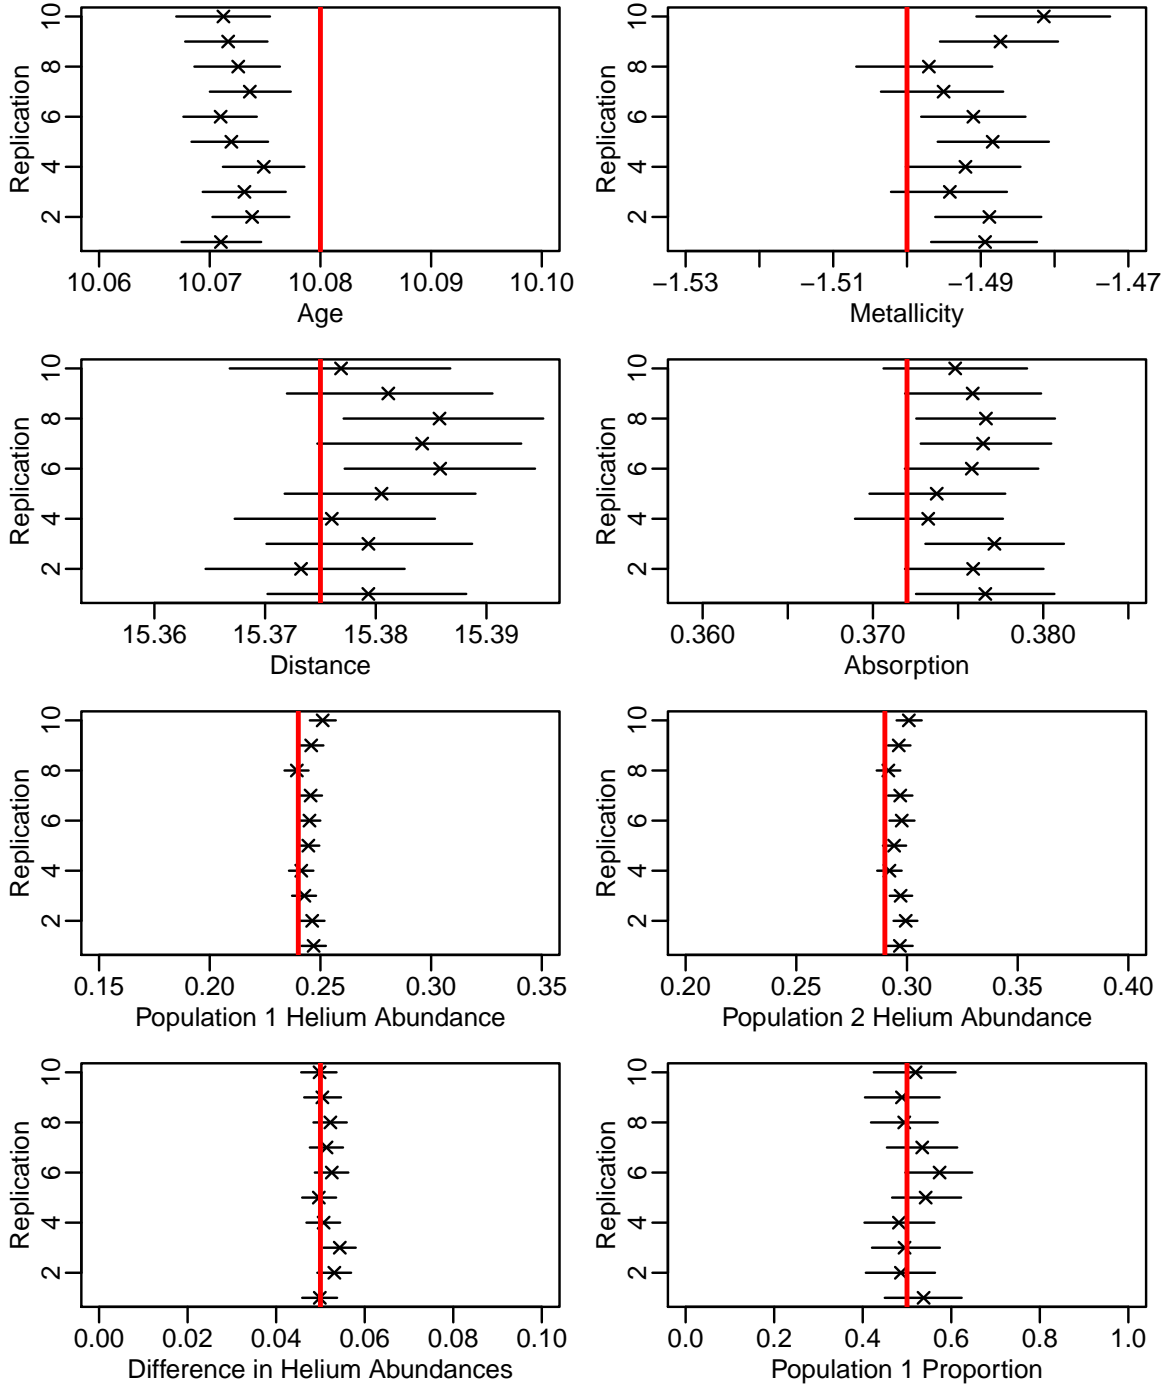 Replication
2 4 6 8 10
10.06 10.07 10.08 10.09 10.10
Age
Replication
2 4 6 8 10
−1.53 −1.51 −1.49 −1.47
Metallicity
Replication
2 4 6 8 10
15.36 15.37 15.38 15.39
Distance
Replication
2 4 6 8 10
0.360 0.370 0.380
Absorption
Replication
2 4 6 8 10
0.15 0.20 0.25 0.30 0.35
Population 1 Helium Abundance
Replication
2 4 6 8 10
0.20 0.25 0.30 0.35 0.40
Population 2 Helium Abundance
Replication
2 4 6 8 10
0.00 0.02 0.04 0.06 0.08 0.10
Difference in Helium Abundances
Replication
2 4 6 8 10
0.0 0.2 0.4 0.6 0.8 1.0
Population 1 Proportion